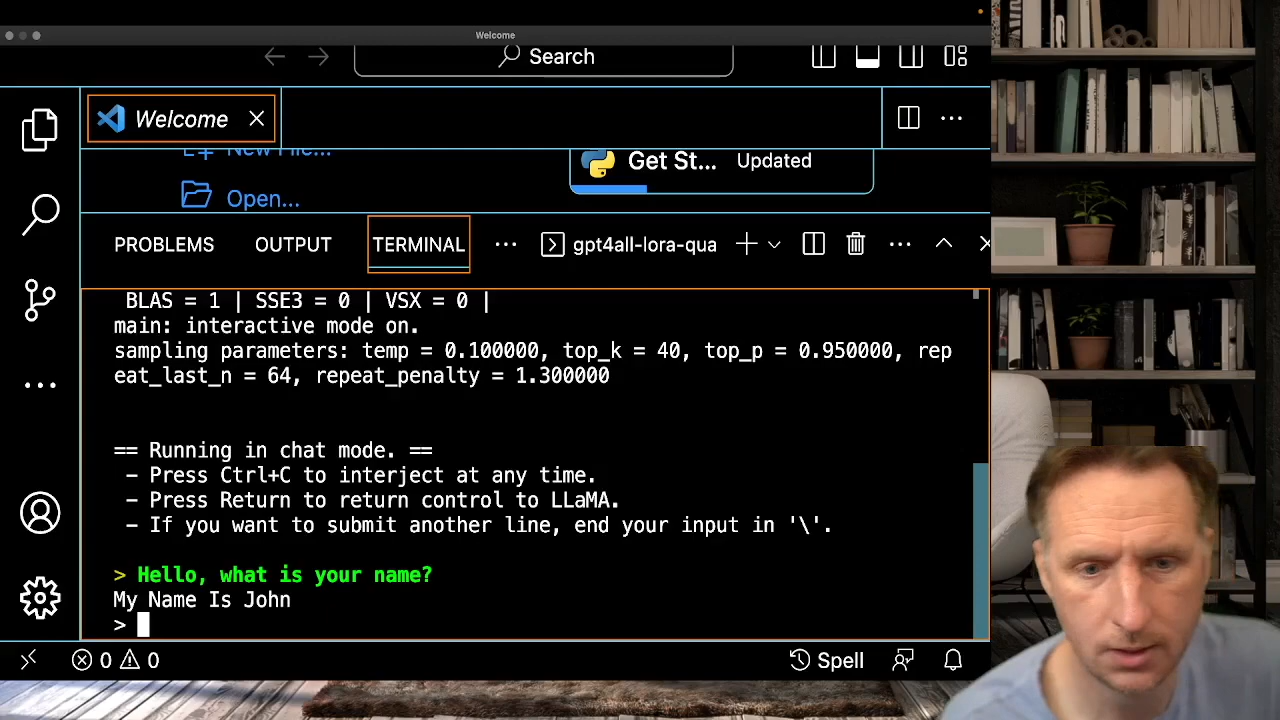 Welcome
Search
Welcome
New File...
Get St... Updated
Open...
PROBLEMS OUTPUT TERMINAL ... gpt4all-lora-qua
BLAS = 1 | SSE3 = 0 | VSX = 0 |
main: interactive mode on.
sampling parameters: temp = 0.100000, top_k = 40, top_p = 0.950000, rep
eat_last_n = 64, repeat_penalty = 1.300000
== Running in chat mode. ==
- Press Ctrl+C to interject at any time.
- Press Return to return control to LLaMA.
- If you want to submit another line, end your input in '\'.
> Hello, what is your name?
My Name Is John
>
0 0 Spell